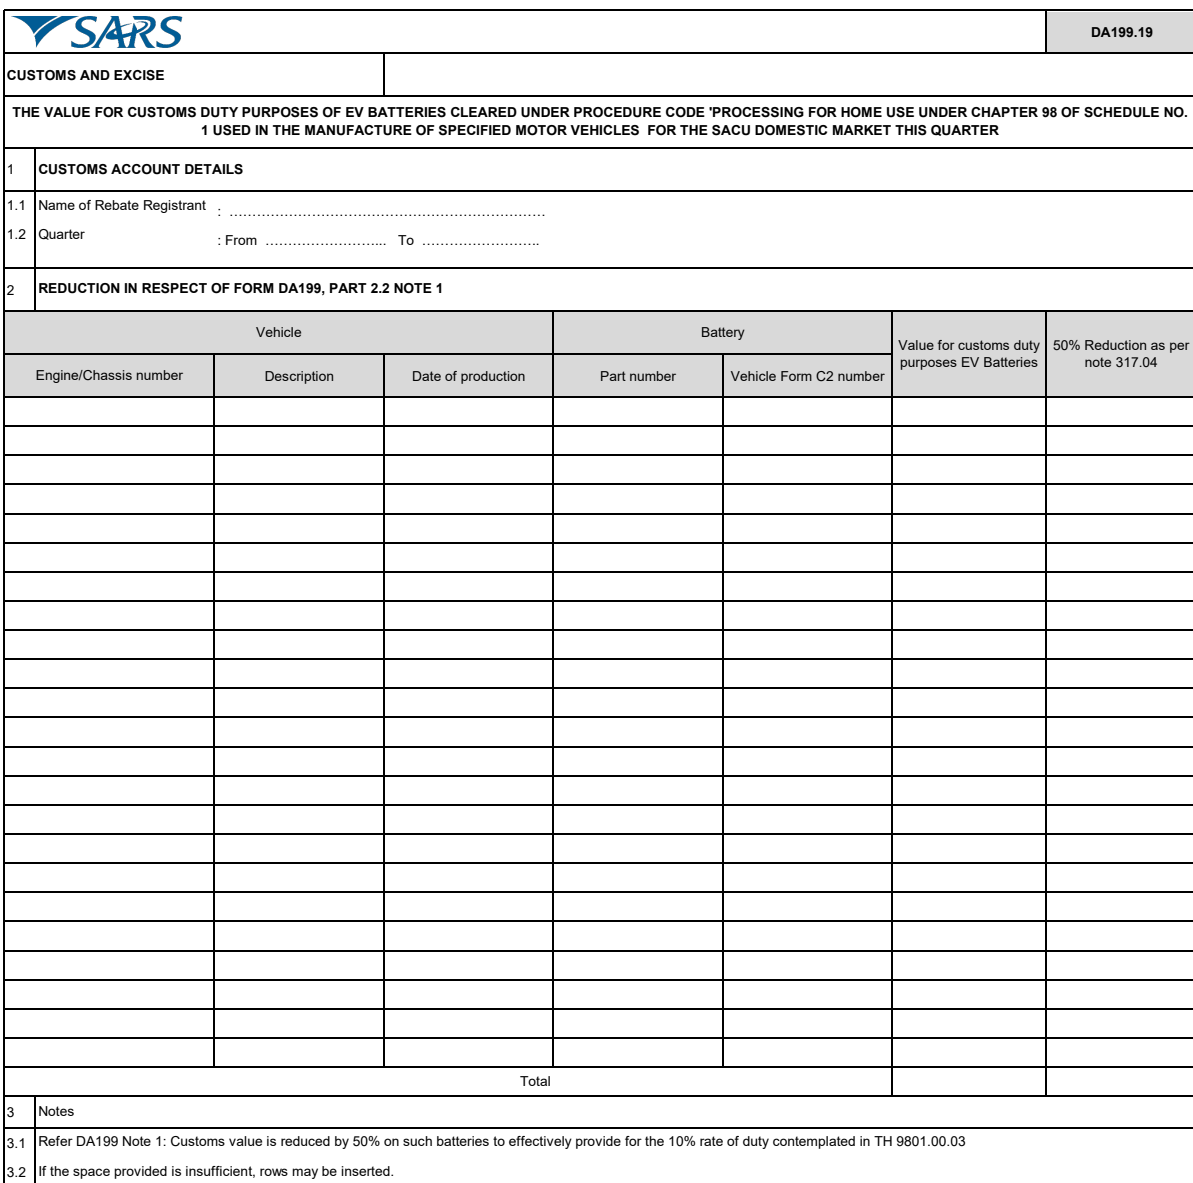 SARS
DA199.19
CUSTOMS AND EXCISE
THE VALUE FOR CUSTOMS DUTY PURPOSES OF EV BATTERIES CLEARED UNDER PROCEDURE CODE 'PROCESSING FOR HOME USE UNDER CHAPTER 98 OF SCHEDULE NO.
1 USED IN THE MANUFACTURE OF SPECIFIED MOTOR VEHICLES FOR THE SACU DOMESTIC MARKET THIS QUARTER
1 CUSTOMS ACCOUNT DETAILS
1.1 Name of Rebate Registrant : ……………………………………………………………
1.2 Quarter : From ……………………... To ……………………..
2 REDUCTION IN RESPECT OF FORM DA199, PART 2.2 NOTE 1
Vehicle
Battery
Value for customs duty
purposes EV Batteries
50% Reduction as per
note 317.04
Engine/Chassis number
Description
Date of production
Part number
Vehicle Form C2 number
Total
3 Notes
3.1 Refer DA199 Note 1: Customs value is reduced by 50% on such batteries to effectively provide for the 10% rate of duty contemplated in TH 9801.00.03
3.2 If the space provided is insufficient, rows may be inserted.